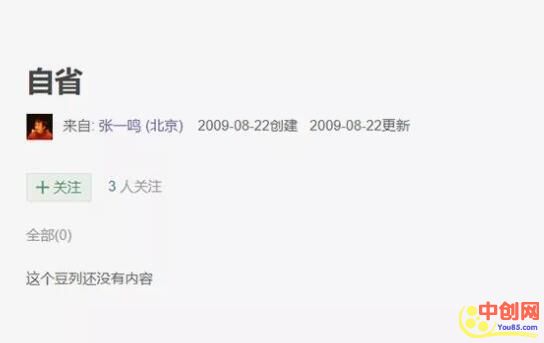 自省
来自: 张一鸣 (北京) 2009-08-22创建 2009-08-22更新
+ 关注 3 人关注
全部(0)
这个豆列还没有内容
中创网
You85.com